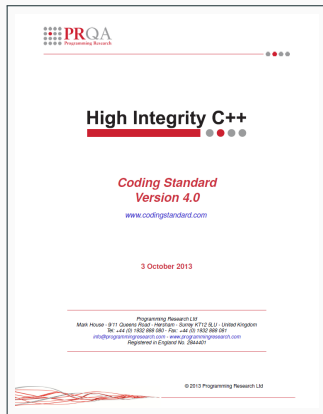 PRQA
Programming Research
High Integrity C++
Coding Standard
Version 4.0
www.codingstandard.com
3 October 2013
Programming Research Ltd
Mark House - 9/11 Queens Road - Hersham - Surrey KT12 5LU - United Kingdom
Tel: +44 (0) 1932 888 080 - Fax: +44 (0) 1932 888 081
info@programmingresearch.com - www.programmingresearch.com
Registered in England No. 2844401
© 2013 Programming Research Ltd